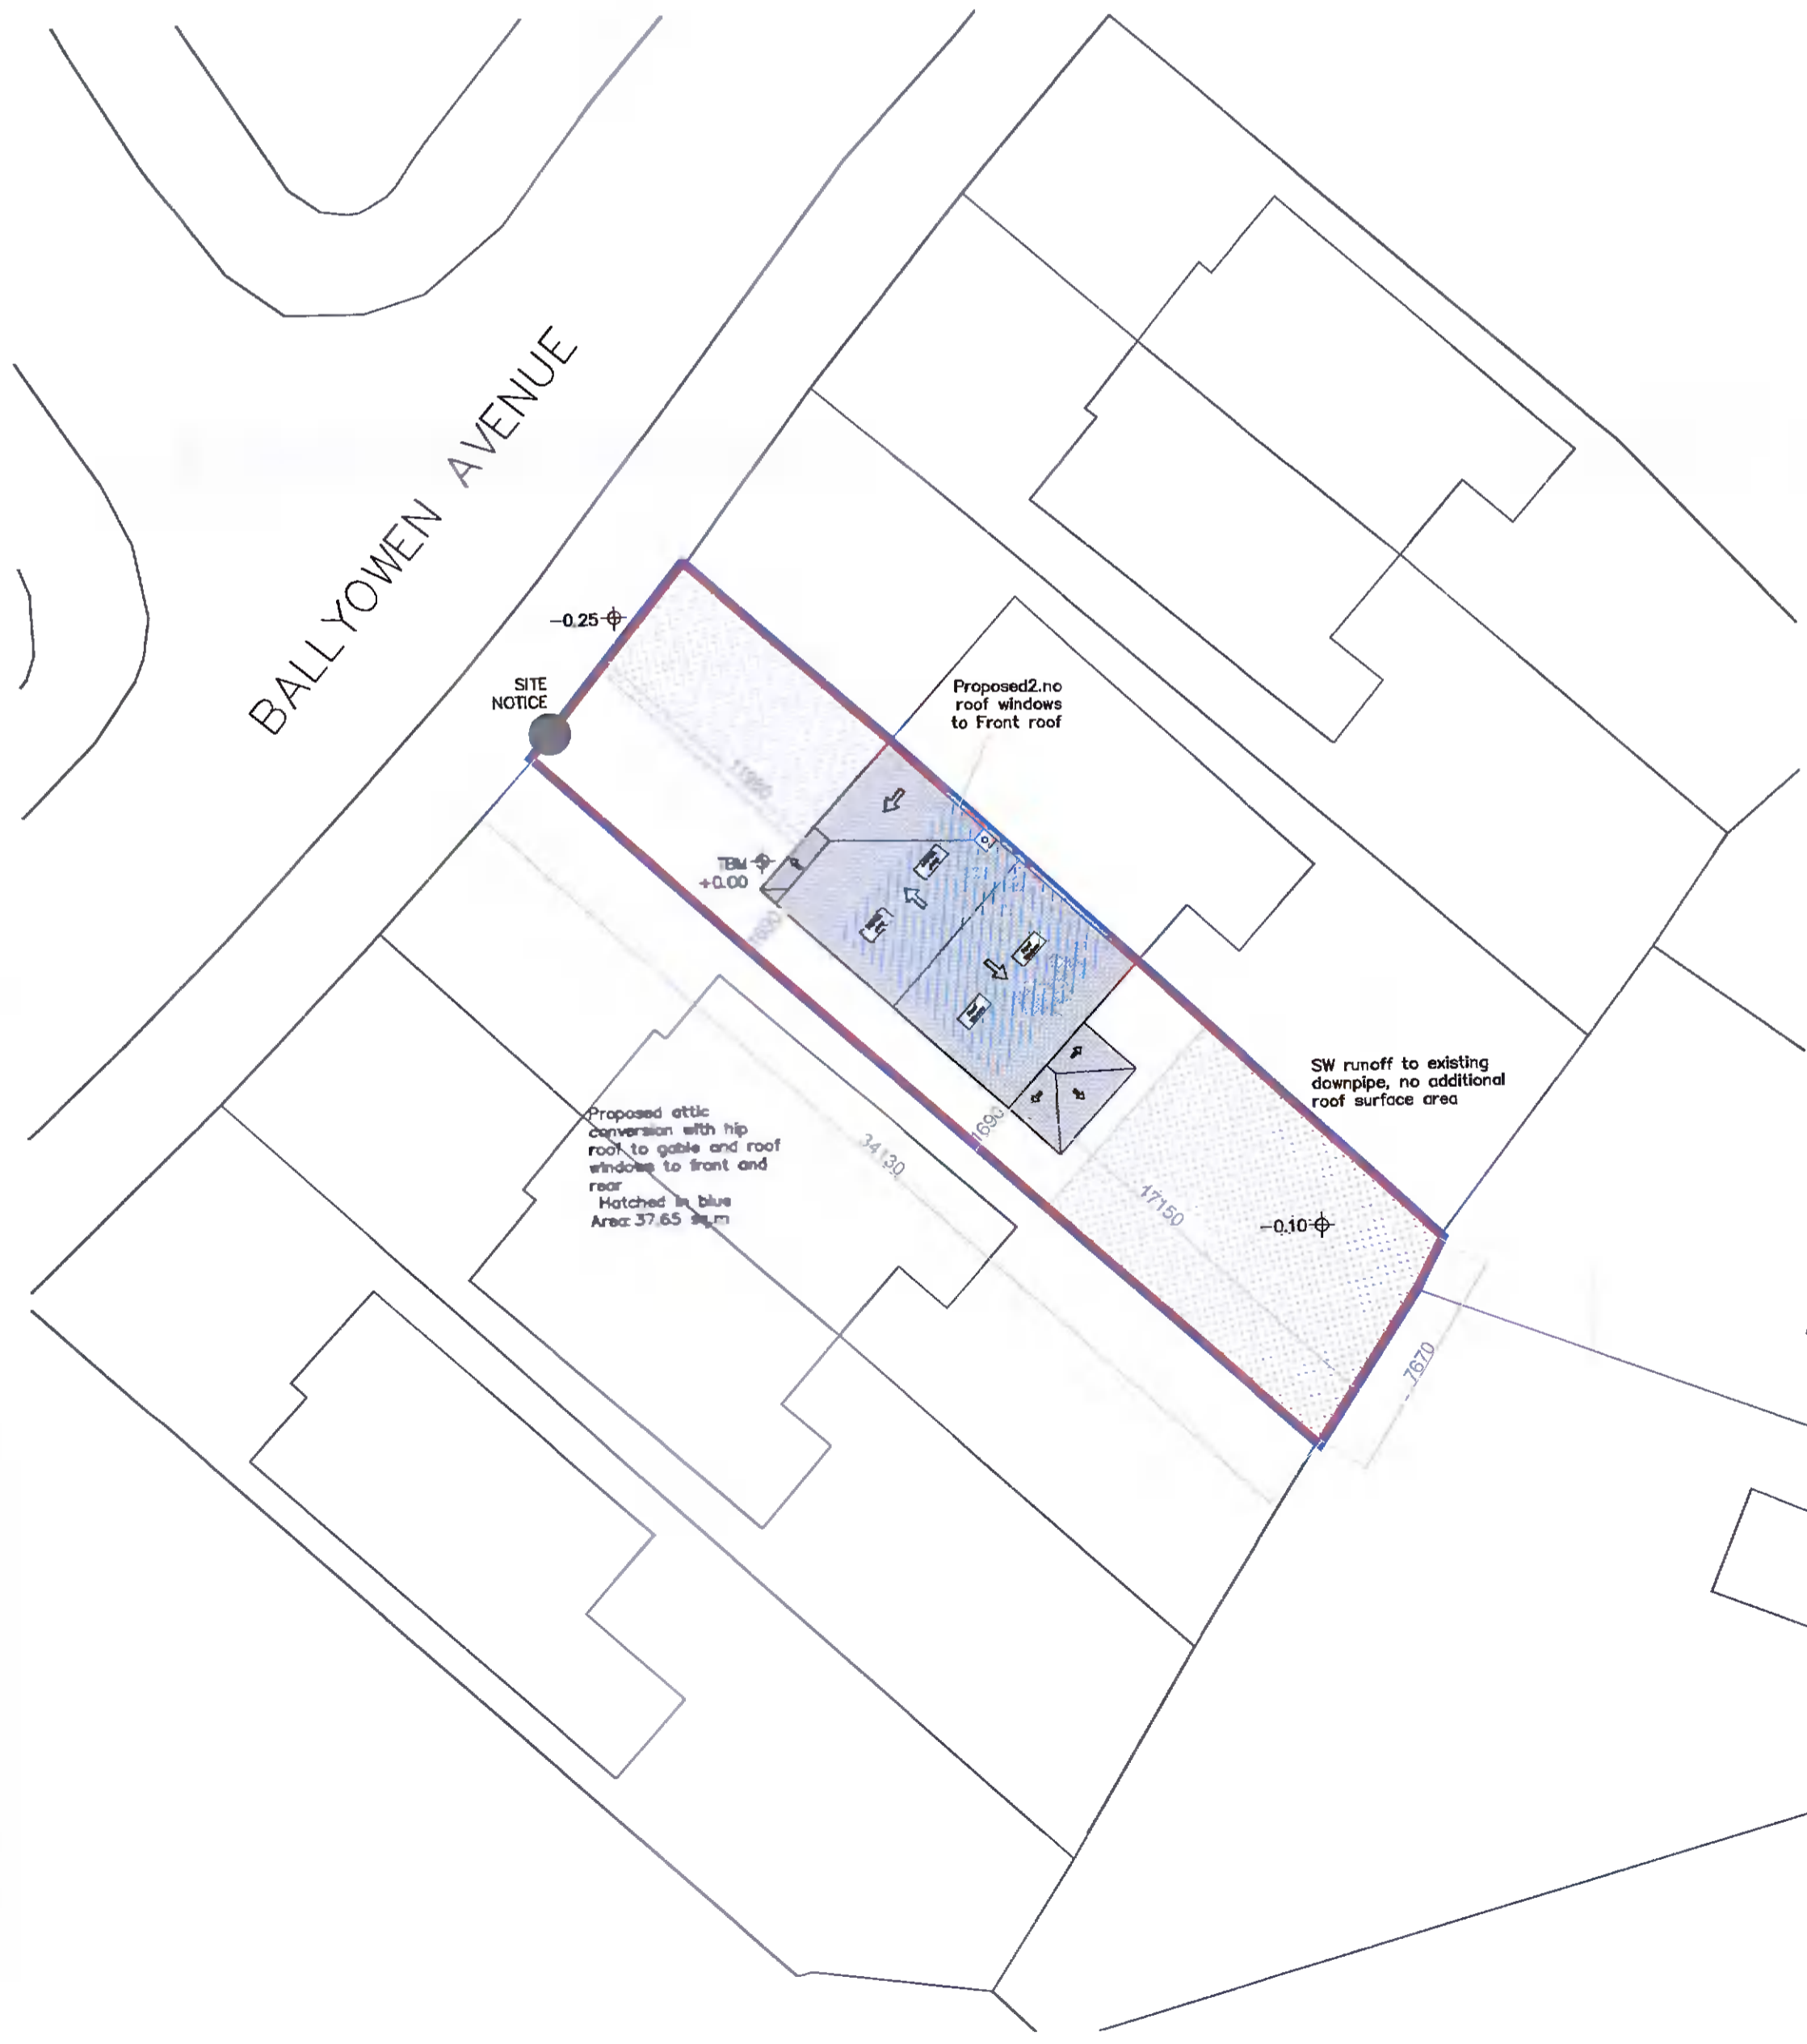 BALLYOWEN AVENUE
-0.25
SITE
NOTICE
Proposed2.no
roof windows
to Front roof
TBM
+0.00
1690
SW runoff to existing
downpipe, no additional
roof surface area
Proposed attic
conversion with hip
roof to gable and roof
windows to front and
rear
Hatched in blue
Area: 37.65 sq.m
1690
34130
17150
-0.10
7670